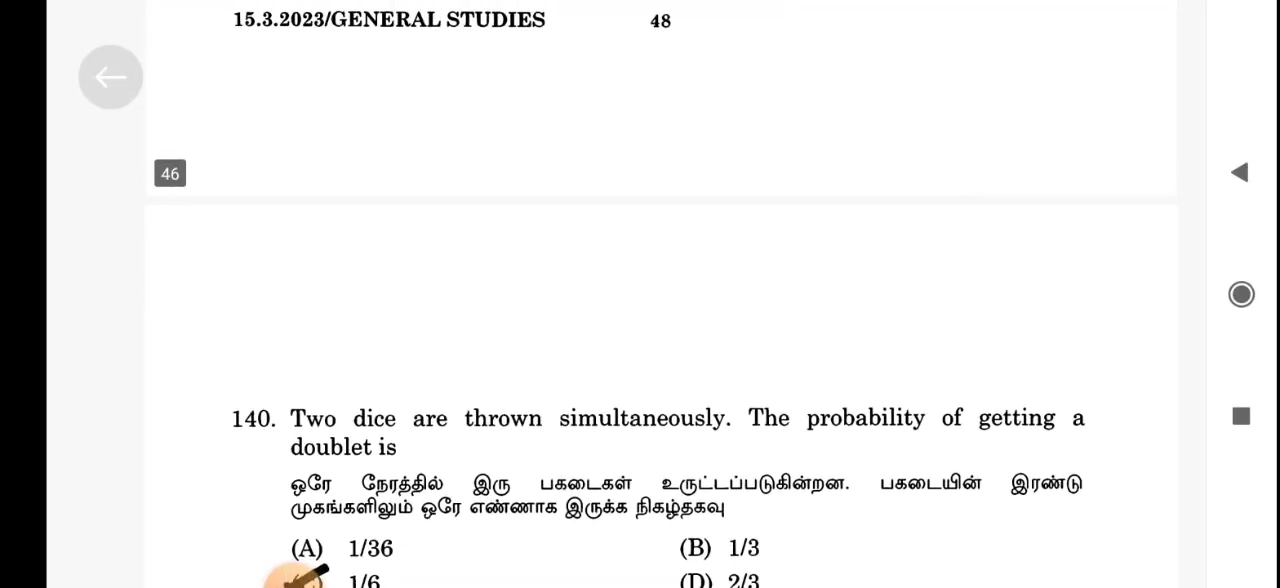 15.3.2023/GENERAL STUDIES 48
46
140. Two dice are thrown simultaneously. The probability of getting a
doublet is
ஒரே நேரத்தில் இரு பகடைகள் உருட்டப்படுகின்றன. பகடையின் இரண்டு
முகங்களிலும் ஒரே எண்ணாக இருக்க நிகழ்தகவு
(A) 1/36 (B) 1/3
1/6 (D) 2/3